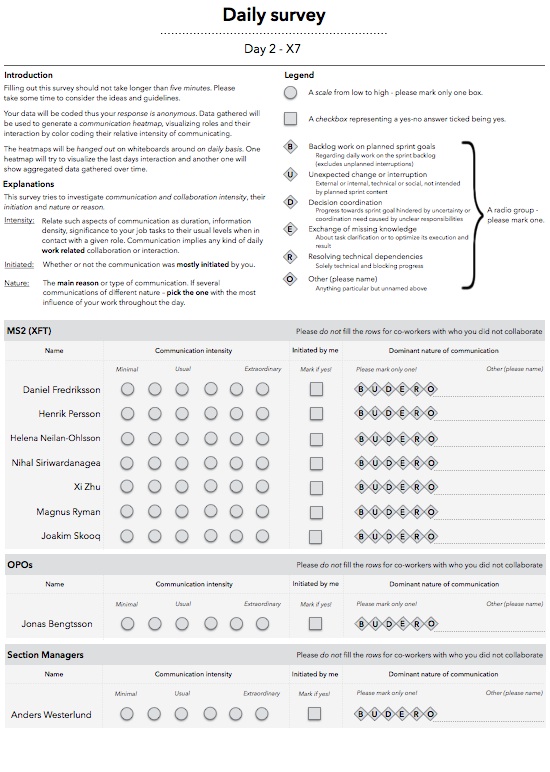 Daily survey
Day 2 - X7
Introduction
Filling out this survey should not take longer than five minutes. Please
take some time to consider the ideas and guidelines.
Your data will be coded thus your response is anonymous. Data gathered will
be used to generate a communication heatmap, visualizing roles and their
interaction by color coding their relative intensity of communicating.
The heatmaps will be hanged out on whiteboards around on daily basis. One
heatmap will try to visualize the last days interaction and another one will
show aggregated data gathered over time.
Explanations
This survey tries to investigate communication and collaboration intensity, their
initiation and nature or reason.
Intensity: Relate such aspects of communication as duration, information
density, significance to your job tasks to their usual levels when in
contact with a given role. Communication implies any kind of daily
work related collaboration or interaction.
Initiated: Whether or not the communication was mostly initiated by you.
Nature: The main reason or type of communication. If several
communications of different nature - pick the one with the most
influence of your work throughout the day.
Legend
A scale from low to high - please mark only one box.
A checkbox representing a yes-no answer ticked being yes.
B Backlog work on planned sprint goals
Regarding daily work on the sprint backlog
(excludes unplanned interruptions)
U Unexpected change or interruption
External or internal, technical or social, not intended
by planned sprint content
D Decision coordination
Progress towards sprint goal hindered by uncertainty or
coordination need caused by unclear responsibilities
E Exchange of missing knowledge
About task clarification or to optimize its execution and
result
R Resolving technical dependencies
Solely technical and blocking progress
O Other (please name)
Anything particular but unnamed above
A radio group -
please mark one.
MS2 (XFT) Please do not fill the rows for co-workers with who you did not collaborate
Name Communication intensity Initiated by me Dominant nature of communication
Minimal Usual Extraordinary Mark if yes! Please mark only one! Other (please name)
Daniel Fredriksson B U D E R O
Henrik Persson B U D E R O
Helena Neilan-Ohlsson B U D E R O
Nihal Siriwardanagea B U D E R O
Xi Zhu B U D E R O
Magnus Ryman B U D E R O
Joakim Skooq B U D E R O
OPOs Please do not fill the rows for co-workers with who you did not collaborate
Name Communication intensity Initiated by me Dominant nature of communication
Minimal Usual Extraordinary Mark if yes! Please mark only one! Other (please name)
Jonas Bengtsson B U D E R O
Section Managers Please do not fill the rows for co-workers with who you did not collaborate
Name Communication intensity Initiated by me Dominant nature of communication
Minimal Usual Extraordinary Mark if yes! Please mark only one! Other (please name)
Anders Westerlund B U D E R O